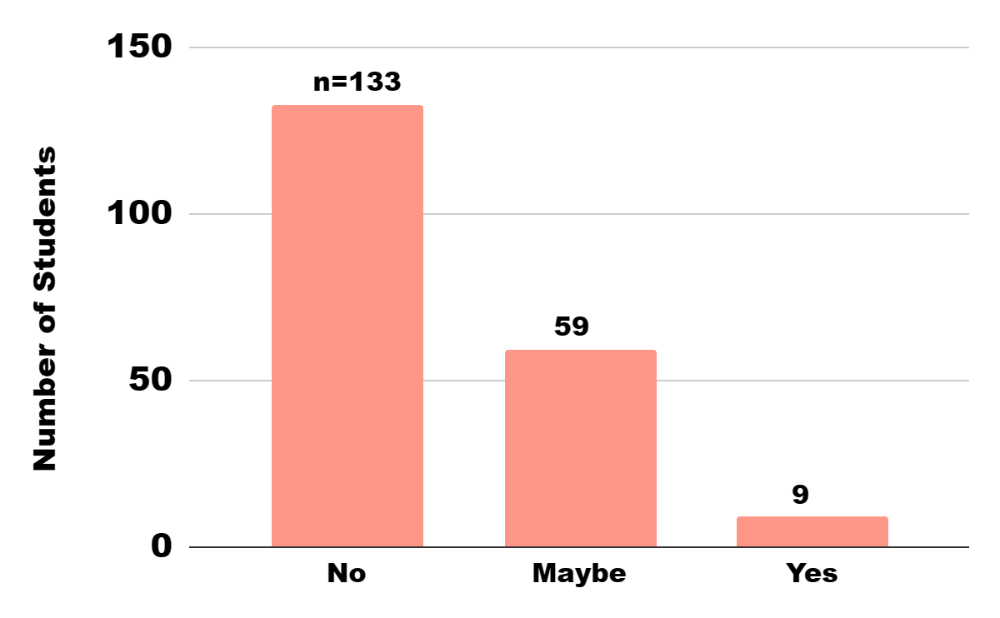 150
n=133
100
59
50
9
0
Number of Students
No
Maybe
Yes